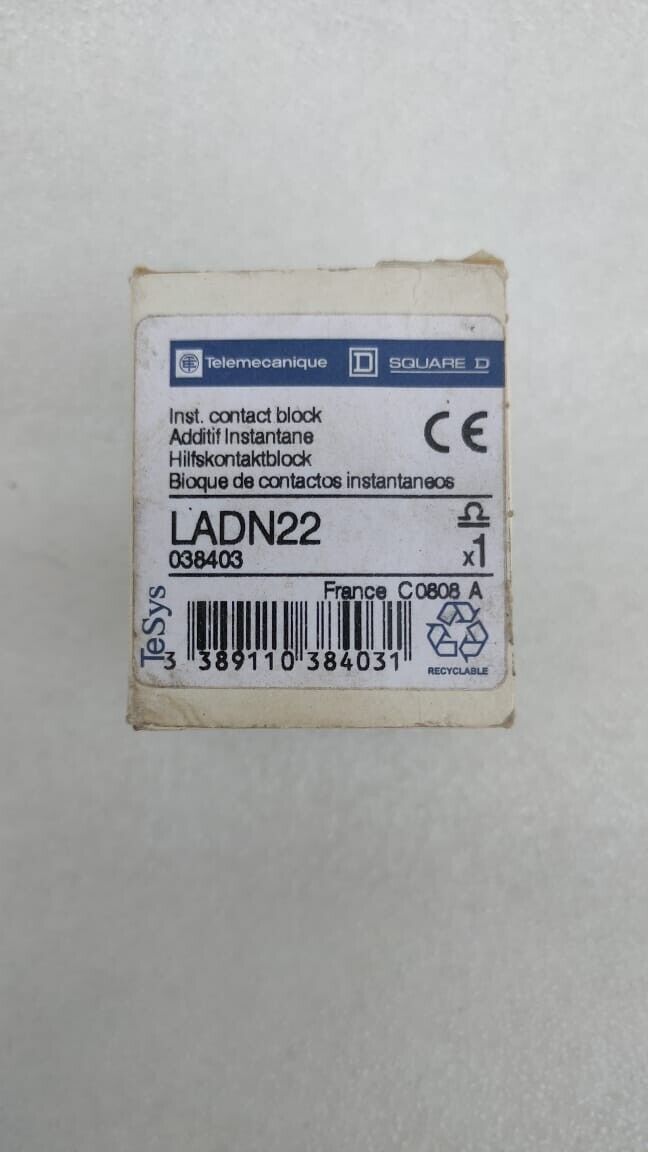 Telemecanique D SQUARE D
Inst. contact block
Additif Instantane
Hilfskontaktblock
Bloque de contactos instantaneos
CE
LADN22
038403
x1
France C0808 A
TeSys
3 389110 384031
RECYCLABLE